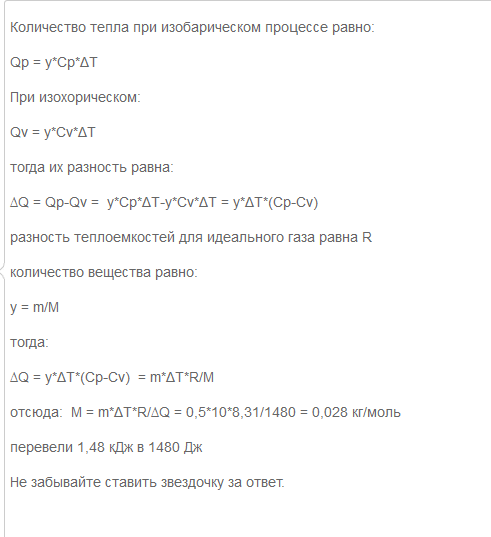 Количество тепла при изобарическом процессе равно:
Qp = y*Cp*ΔT
При изохорическом:
Qv = y*Cv*ΔT
тогда их разность равна:
∆Q = Qp-Qv =  y*Cp*ΔT-y*Cv*ΔT = y*ΔT*(Cp-Cv)
разность теплоемкостей для идеального газа равна R
количество вещества равно:
y = m/M
тогда:
∆Q = y*ΔT*(Cp-Cv)  = m*ΔT*R/M
отсюда:  M = m*ΔT*R/∆Q = 0,5*10*8,31/1480 = 0,028 кг/моль
перевели 1,48 кДж в 1480 Дж
Не забывайте ставить звездочку за ответ.